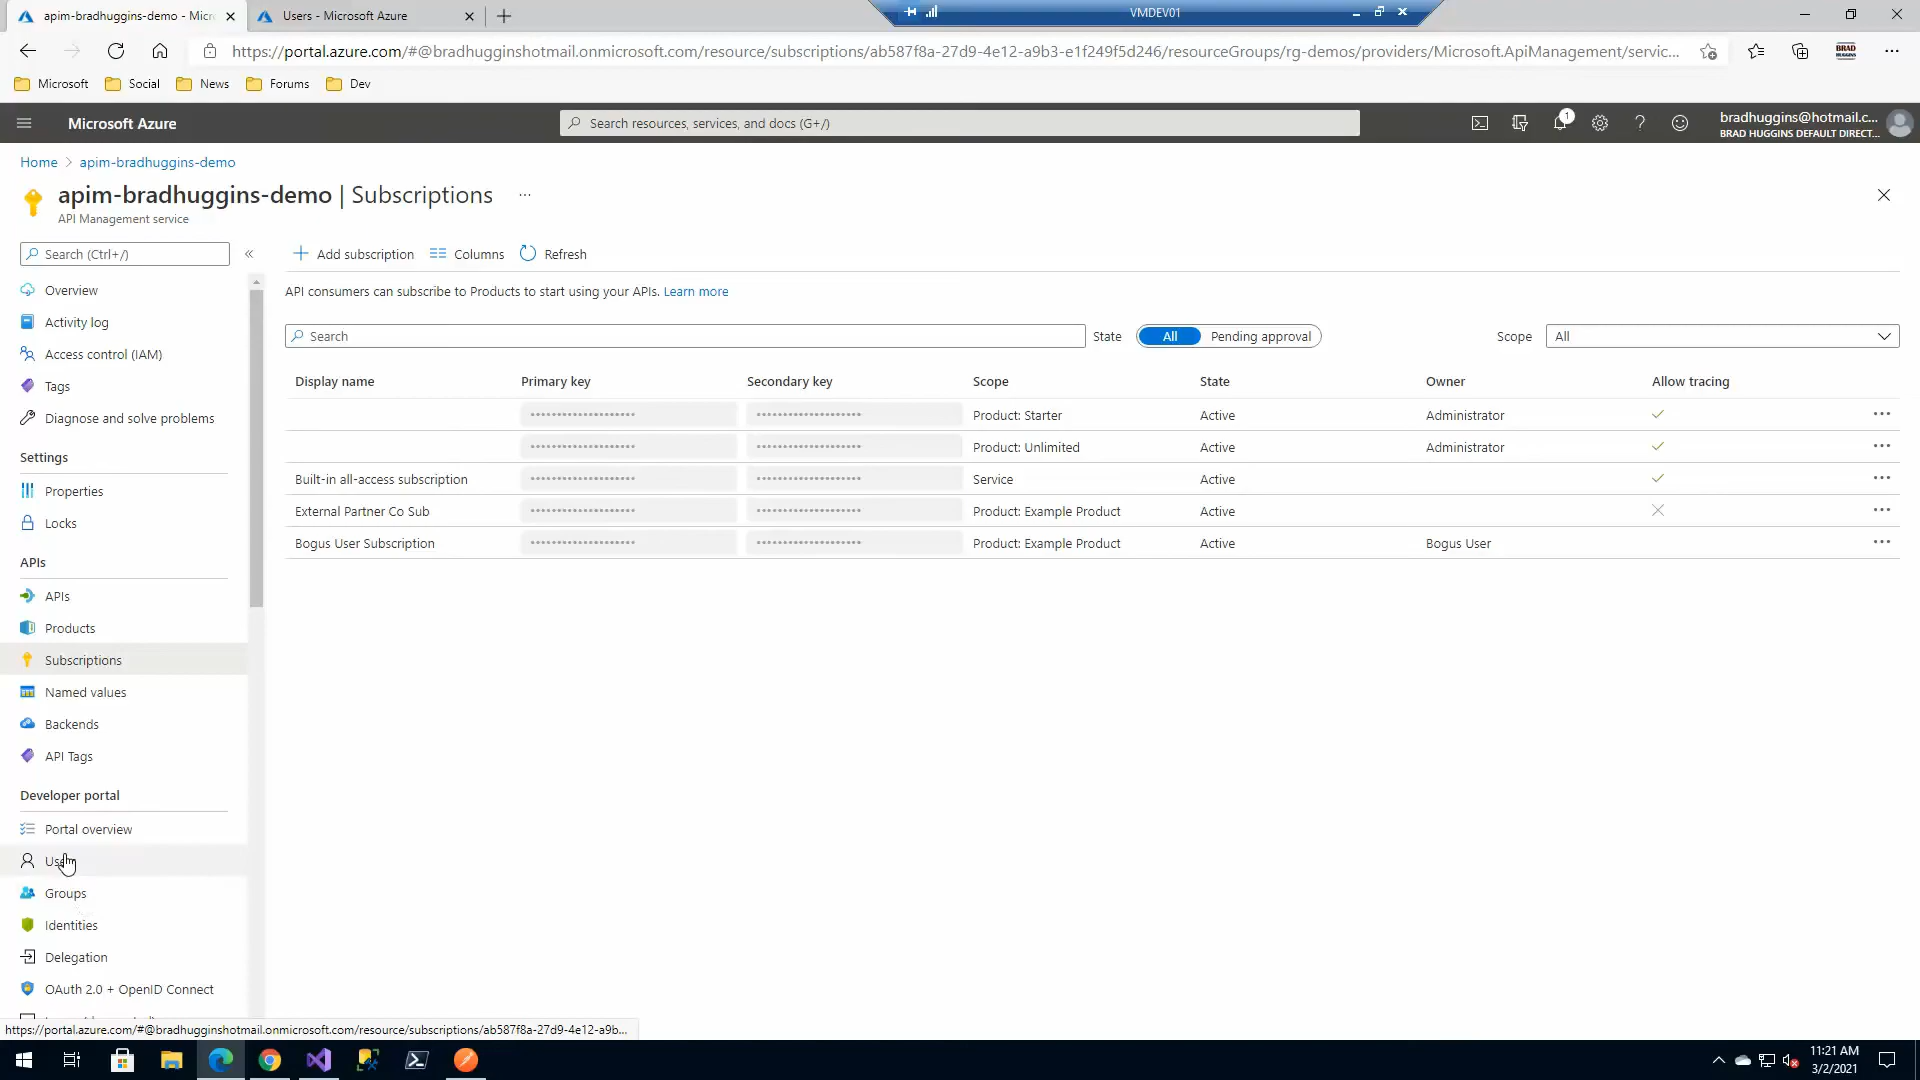 apim-bradhuggins-demo - Micr
Users - Microsoft Azure
VMDEV01
https://portal.azure.com/#@bradhugginshotmail.onmicrosoft.com/resource/subscriptions/ab587f8a-27d9-4e12-a9b3-e1f249f5d246/resourceGroups/rg-demos/providers/Microsoft.ApiManagement/servic...
BRAD HUGGINS
Microsoft
Social
News
Forums
Dev
Microsoft Azure
Search resources, services, and docs (G+/)
1
bradhuggins@hotmail.c...
BRAD HUGGINS DEFAULT DIRECT...
Home > apim-bradhuggins-demo
apim-bradhuggins-demo | Subscriptions ...
API Management service
Search (Ctrl+/)
Overview
Activity log
Access control (IAM)
Tags
Diagnose and solve problems
Settings
Properties
Locks
APIs
APIs
Products
Subscriptions
Named values
Backends
API Tags
Developer portal
Portal overview
Groups
Identities
Delegation
OAuth 2.0 + OpenID Connect
Add subscription Columns Refresh
API consumers can subscribe to Products to start using your APIs. Learn more
Search State All Pending approval Scope All
Display name Primary key Secondary key Scope State Owner Allow tracing
•••••••••••••••••••• •••••••••••••••••••• Product: Starter Active Administrator
•••••••••••••••••••• •••••••••••••••••••• Product: Unlimited Active Administrator
Built-in all-access subscription •••••••••••••••••••• •••••••••••••••••••• Service Active
External Partner Co Sub •••••••••••••••••••• •••••••••••••••••••• Product: Example Product Active
Bogus User Subscription •••••••••••••••••••• •••••••••••••••••••• Product: Example Product Active Bogus User
https://portal.azure.com/#@bradhugginshotmail.onmicrosoft.com/resource/subscriptions/ab587f8a-27d9-4e12-a9b...
11:21 AM
3/2/2021